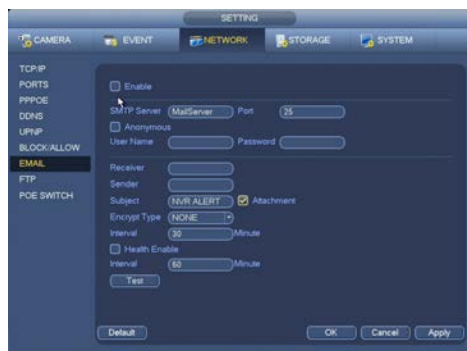 SETTING
CAMERA EVENT NETWORK STORAGE SYSTEM
TCP/IP
PORTS
PPPOE
DDNS
UPNP
BLOCK/ALLOW
EMAIL
FTP
POE SWITCH
Enable
SMTP Server MailServer Port 25
Anonymous
User Name Password
Receiver
Sender
Subject NVR ALERT Attachment
Encrypt Type NONE
Interval 30 Minute
Health Enable
Interval 60 Minute
Test
Default OK Cancel Apply